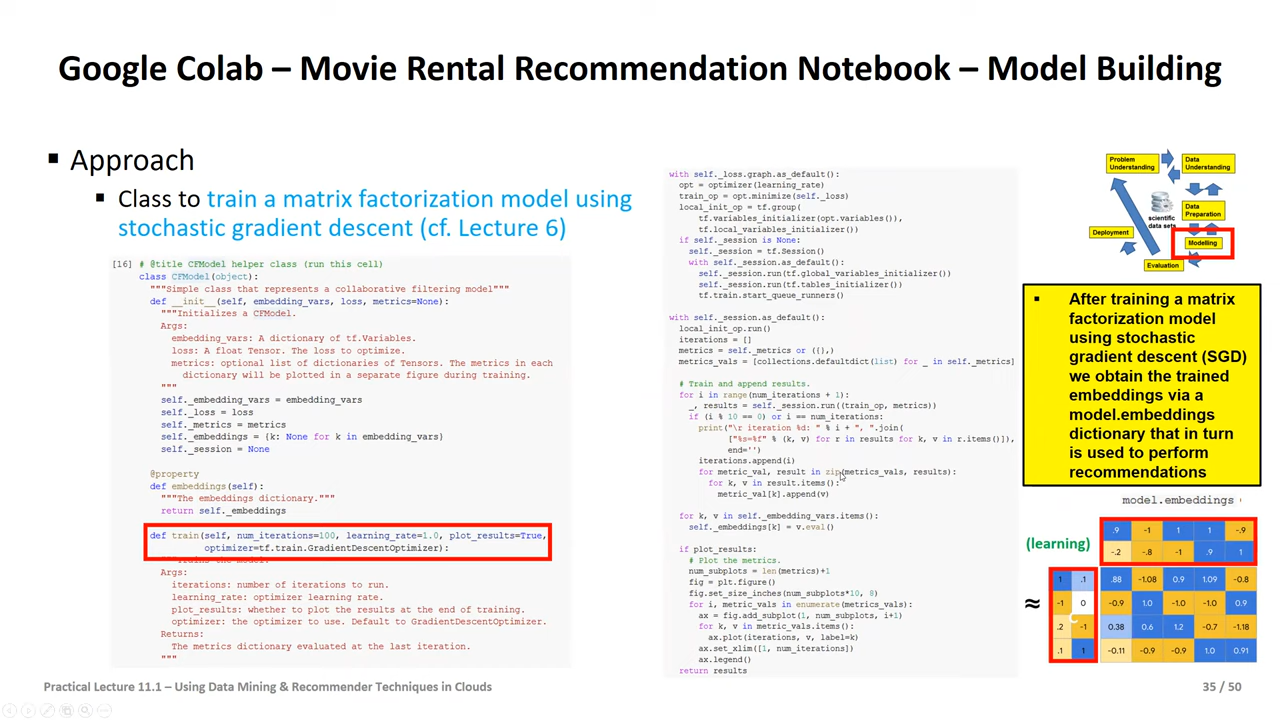 Google Colab – Movie Rental Recommendation Notebook – Model Building
▪ Approach
▪ Class to train a matrix factorization model using
stochastic gradient descent (cf. Lecture 6)
[16] # @title CFModel helper class (run this cell)
class CFModel(object):
"""Simple class that represents a collaborative filtering model"""
def __init__(self, embedding_vars, loss, metrics=None):
"""Initializes a CFModel.
Args:
embedding_vars: A dictionary of tf.Variables.
loss: A float Tensor. The loss to optimize.
metrics: optional list of dictionaries of Tensors. The metrics in each
dictionary will be plotted in a separate figure during training.
"""
self._embedding_vars = embedding_vars
self._loss = loss
self._metrics = metrics
self._embeddings = {k: None for k in embedding_vars}
self._session = None
@property
def embeddings(self):
"""The embeddings dictionary."""
return self._embeddings
def train(self, num_iterations=100, learning_rate=1.0, plot_results=True,
optimizer=tf.train.GradientDescentOptimizer):
Args:
iterations: number of iterations to run.
learning_rate: optimizer learning rate.
plot_results: whether to plot the results at the end of training.
optimizer: the optimizer to use. Default to GradientDescentOptimizer.
Returns:
The metrics dictionary evaluated at the last iteration.
"""
with self._loss.graph.as_default():
opt = optimizer(learning_rate)
train_op = opt.minimize(self._loss)
local_init_op = tf.group(
tf.variables_initializer(opt.variables()),
tf.local_variables_initializer())
if self._session is None:
self._session = tf.Session()
with self._session.as_default():
self._session.run(tf.global_variables_initializer())
self._session.run(tf.tables_initializer())
tf.train.start_queue_runners()
with self._session.as_default():
local_init_op.run()
iterations = []
metrics = self._metrics or ({},)
metrics_vals = [collections.defaultdict(list) for _ in self._metrics]
# Train and append results.
for i in range(num_iterations + 1):
_, results = self._session.run((train_op, metrics))
if (i % 10 == 0) or i == num_iterations:
print("\r iteration %d: " % i + ", ".join(
["%s=%f" % (k, v) for r in results for k, v in r.items()]),
end='')
iterations.append(i)
for metric_val, result in zip(metrics_vals, results):
for k, v in result.items():
metric_val[k].append(v)
for k, v in self._embedding_vars.items():
self._embeddings[k] = v.eval()
if plot_results:
# Plot the metrics.
num_subplots = len(metrics)+1
fig = plt.figure()
fig.set_size_inches(num_subplots*10, 8)
for i, metric_vals in enumerate(metrics_vals):
ax = fig.add_subplot(1, num_subplots, i+1)
for k, v in metric_vals.items():
ax.plot(iterations, v, label=k)
ax.set_xlim([1, num_iterations])
ax.legend()
return results
Problem
Understanding
Data
Understanding
scientific
data sets
Data
Preparation
Deployment
Modelling
Evaluation
▪ After training a matrix
factorization model
using stochastic
gradient descent (SGD)
we obtain the trained
embeddings via a
model.embeddings
dictionary that in turn
is used to perform
recommendations
model.embeddings
(learning)
.9 -1 1 1 -.9
-.2 -.8 -1 .9 1
≈
1 .1 .88 -1.08 0.9 1.09 -0.8
-1 0 -0.9 1.0 -1.0 -1.0 0.9
.2 -1 0.38 0.6 1.2 -0.7 -1.18
.1 1 -0.11 -0.9 -0.9 1.0 0.91
Practical Lecture 11.1 – Using Data Mining & Recommender Techniques in Clouds
35 / 50